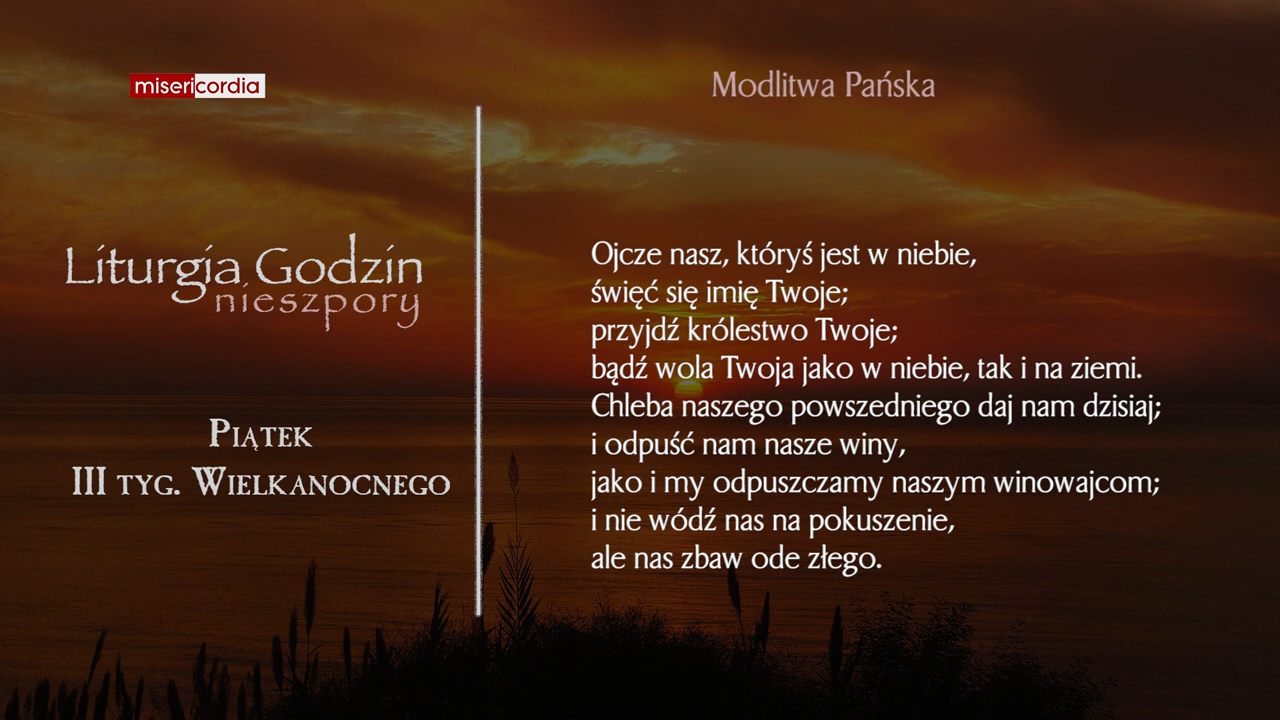 misericordia
Liturgia Godzin
nieszpory
Piątek
III tyg. Wielkanocnego
Modlitwa Pańska
Ojcze nasz, któryś jest w niebie,
święć się imię Twoje;
przyjdź królestwo Twoje;
bądź wola Twoja jako w niebie, tak i na ziemi.
Chleba naszego powszedniego daj nam dzisiaj;
i odpuść nam nasze winy,
jako i my odpuszczamy naszym winowajcom;
i nie wódź nas na pokuszenie,
ale nas zbaw ode złego.